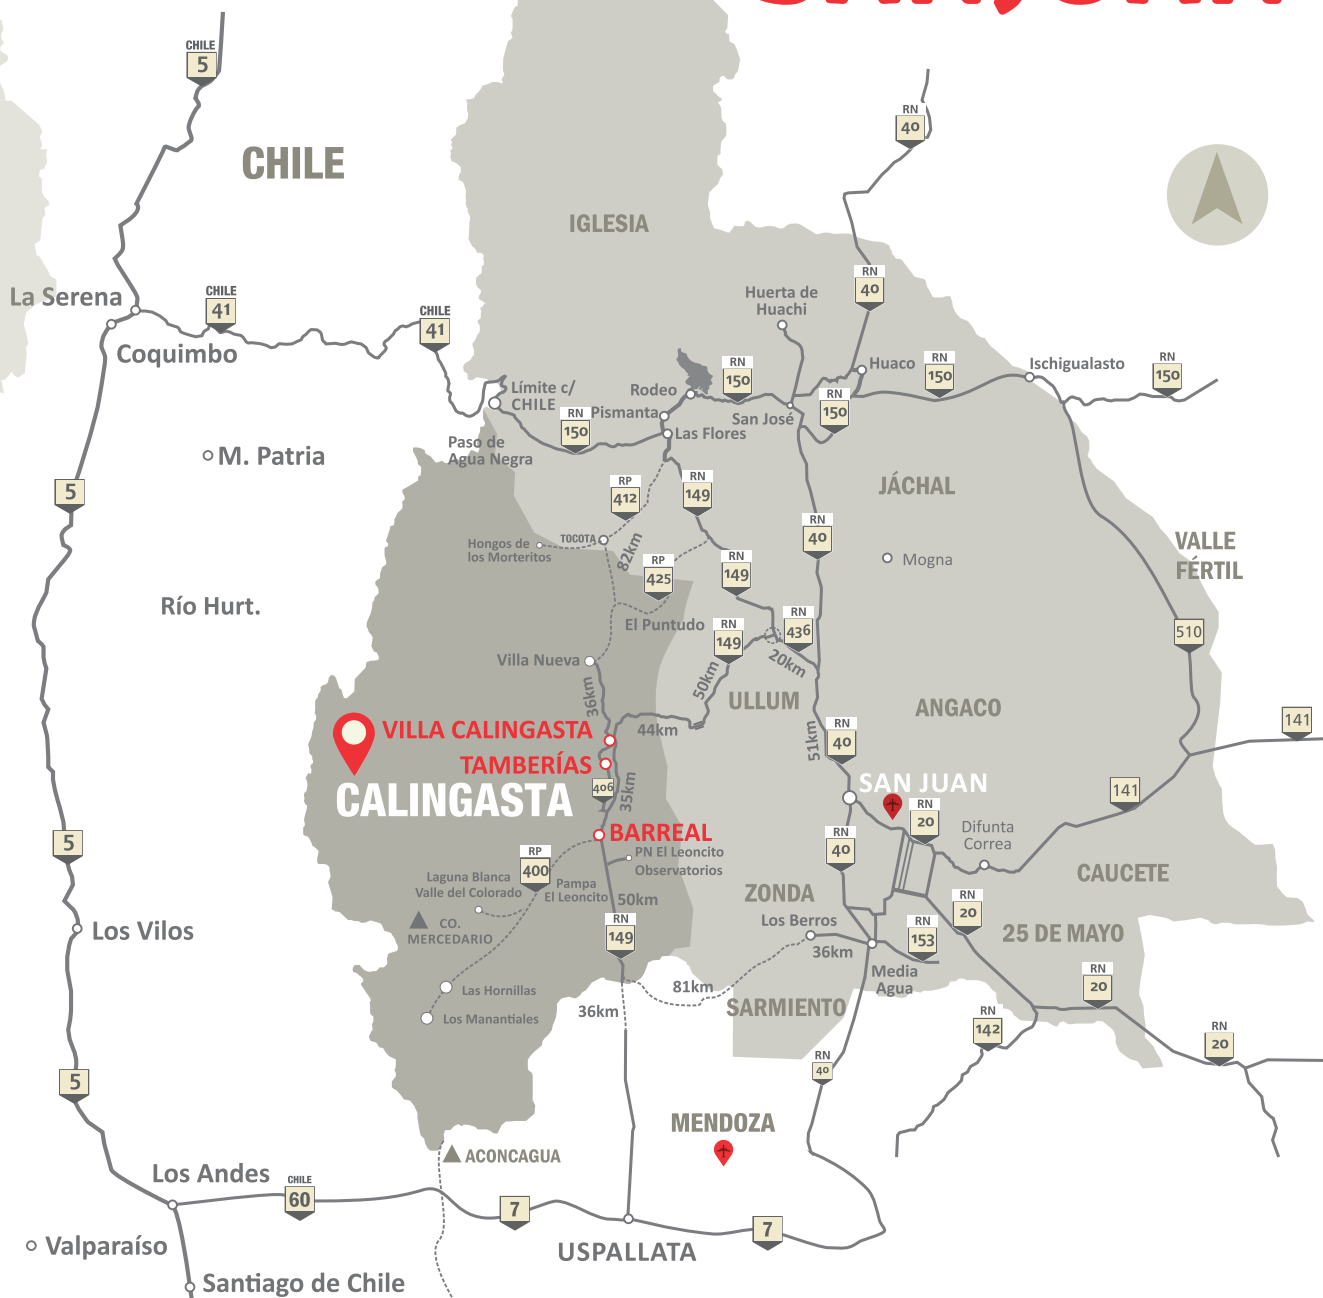 CHILE
5
CHILE
RN
40
IGLESIA
RN
40
Huerta de
Huachi
La Serena
CHILE
41
CHILE
41
Coquimbo
Límite c/
CHILE
Rodeo
RN
150
Huaco
RN
150
Ischigualasto
RN
150
Pismanta
RN
150
San José
RN
150
Las Flores
Paso de
Agua Negra
M. Patria
5
RP
412
RN
149
JÁCHAL
RN
40
Hongos de
los Morteritos
TOCOTA
82km
RP
425
RN
149
Mogna
VALLE
FÉRTIL
Río Hurt.
El Puntudo
RN
149
RN
436
510
Villa Nueva
20km
50km
36km
ULLUM
ANGACO
VILLA CALINGASTA
44km
51km
RN
40
141
TAMBERÍAS
406
35km
CALINGASTA
SAN JUAN
141
BARREAL
RN
20
Difunta
Correa
5
RP
400
PN El Leoncito
Observatorios
RN
40
CAUCETE
Laguna Blanca
Valle del Colorado
Pampa
El Leoncito
50km
ZONDA
RN
20
CO.
MERCEDARIO
RN
149
Los Berros
36km
RN
153
25 DE MAYO
Los Vilos
Media
Agua
RN
20
Las Hornillas
81km
36km
SARMIENTO
Los Manantiales
RN
142
RN
20
5
RN
40
MENDOZA
ACONCAGUA
Los Andes
CHILE
60
7
7
Valparaíso
USPALLATA
Santiago de Chile